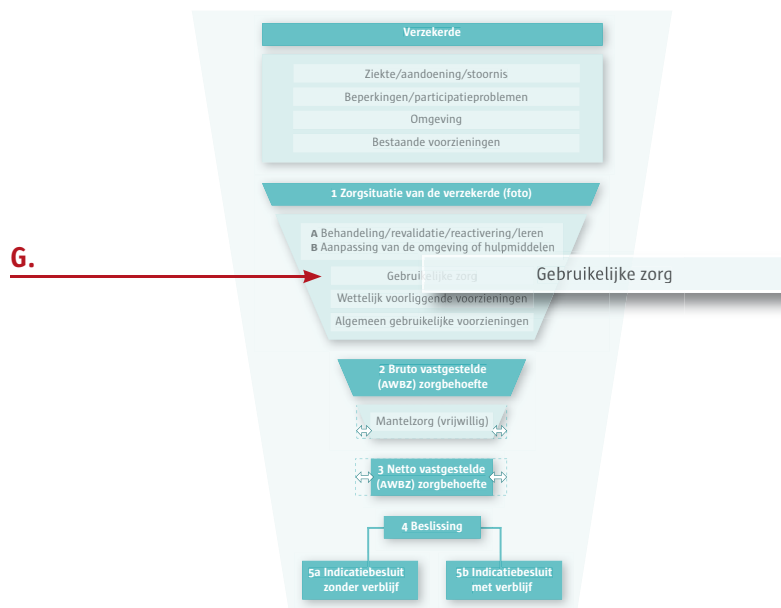 Verzekerde
Ziekte/aandoening/stoornis
Beperkingen/participatieproblemen
Omgeving
Bestaande voorzieningen
1 Zorgsituatie van de verzekerde (foto)
A Behandeling/revalidatie/reactivering/leren
B Aanpassing van de omgeving of hulpmiddelen
G.
Gebruikelijke zorg
Gebruikelijke zorg
Wettelijk voorliggende voorzieningen
Algemeen gebruikelijke voorzieningen
2 Bruto vastgestelde
(AWBZ) zorgbehoefte
Mantelzorg (vrijwillig)
3 Netto vastgestelde
(AWBZ) zorgbehoefte
4 Beslissing
5a Indicatiebesluit
zonder verblijf
5b Indicatiebesluit
met verblijf